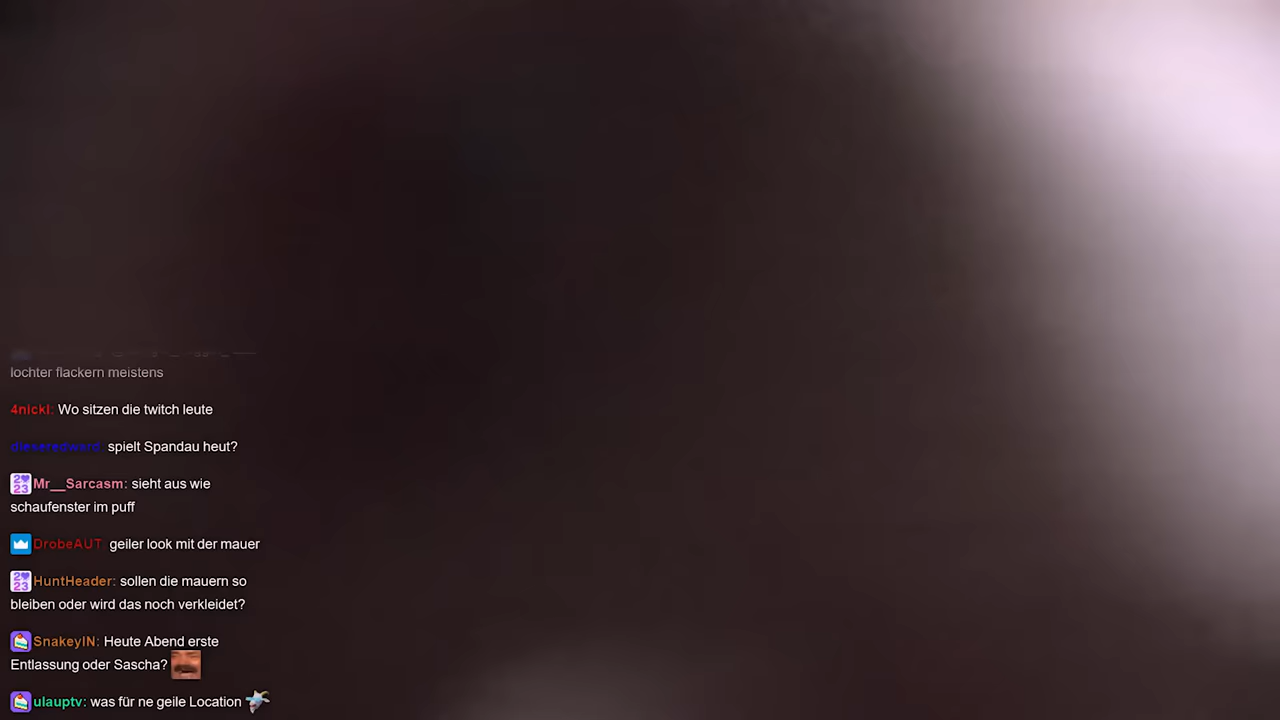 lochter flackern meistens
4nickl: Wo sitzen die twitch leute
dieseredward: spielt Spandau heut?
Mr__Sarcasm: sieht aus wie
schaufenster im puff
DrobeAUT: geiler look mit der mauer
HuntHeader: sollen die mauern so
bleiben oder wird das noch verkleidet?
SnakeyIN: Heute Abend erste
Entlassung oder Sascha?
ulauptv: was für ne geile Location